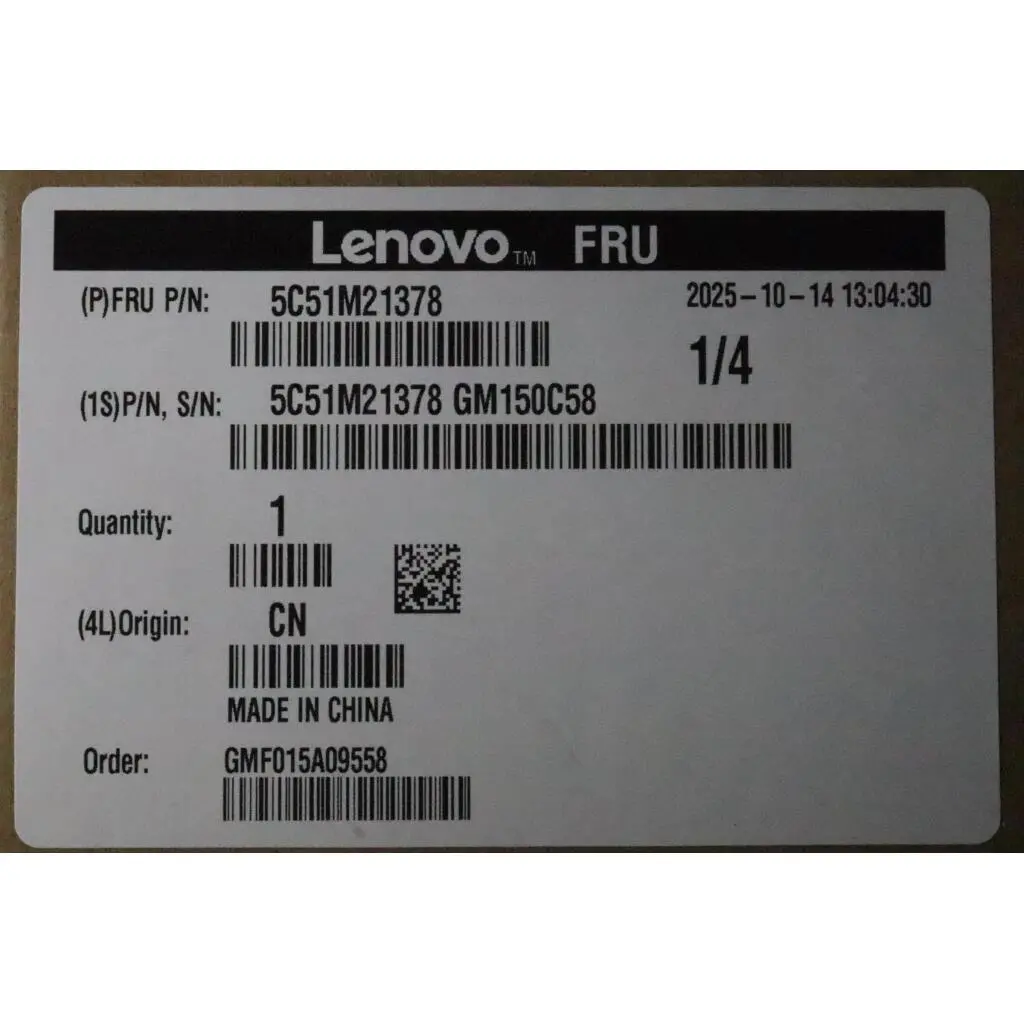 Lenovo™ FRU
(P)FRU P/N: 5C51M21378 2025-10-14 13:04:30
1/4
(1S)P/N, S/N: 5C51M21378 GM150C58
Quantity: 1
(4L)Origin: CN
MADE IN CHINA
Order: GMF015A09558